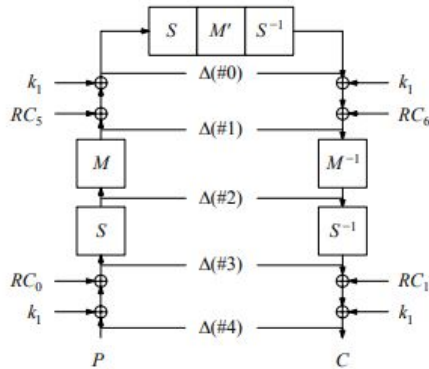 S M′ S⁻¹
Δ(#0)
k₁ k₁
RC₅ RC₆
Δ(#1)
M M⁻¹
Δ(#2)
S S⁻¹
Δ(#3)
RC₀ RC₁
k₁ k₁
Δ(#4)
P C